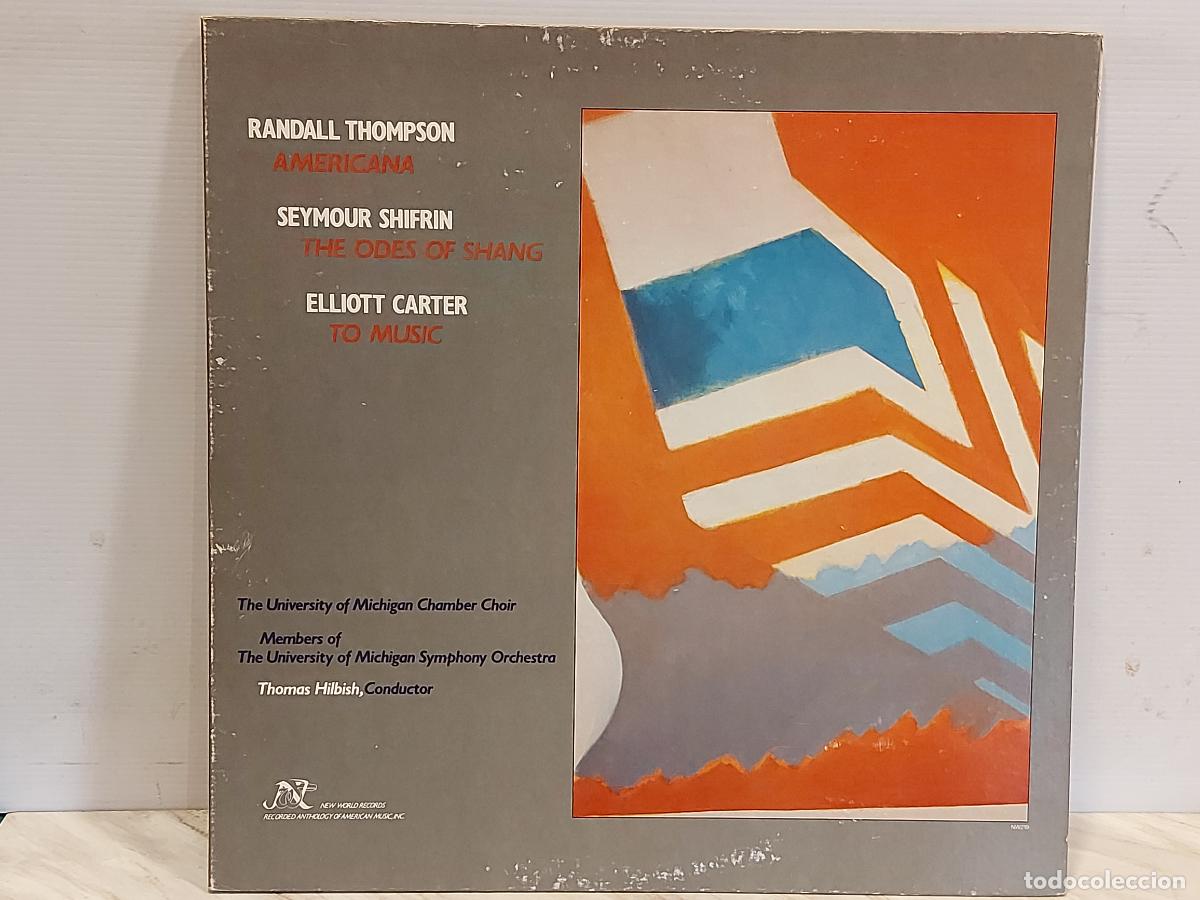 RANDALL THOMPSON
AMERICANA
SEYMOUR SHIFRIN
THE ODES OF SHANG
ELLIOTT CARTER
TO MUSIC
The University of Michigan Chamber Choir
Members of
The University of Michigan Symphony Orchestra
Thomas Hilbish, Conductor
NEW WORLD RECORDS
RECORDED ANTHOLOGY OF AMERICAN MUSIC, INC.
todocoleccion